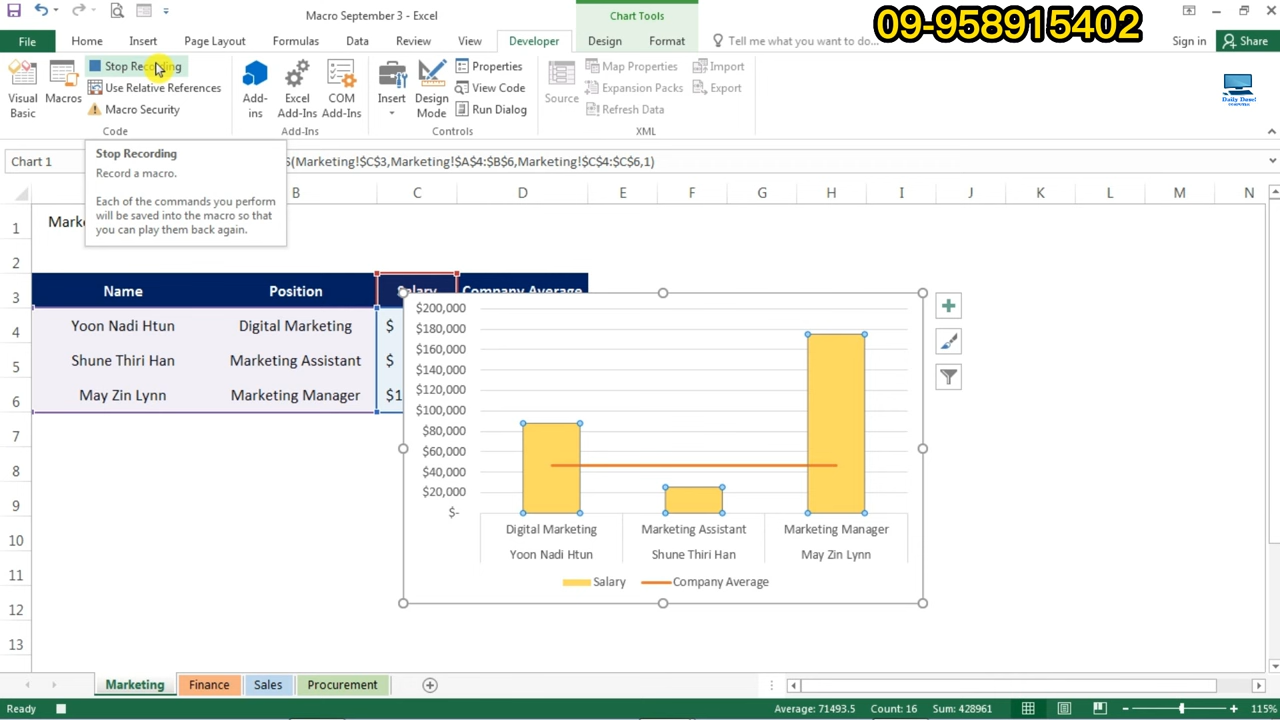 Macro September 3 - Excel
Chart Tools
09-958915402
File
Home
Insert
Page Layout
Formulas
Data
Review
View
Developer
Design
Format
Tell me what you want to do...
Sign in
Share
Visual Basic
Macros
Stop Recording
Use Relative References
Macro Security
Code
Add-ins
Excel Add-Ins
COM Add-Ins
Add-Ins
Insert
Design Mode
Properties
View Code
Run Dialog
Controls
Source
Map Properties
Expansion Packs
Refresh Data
Import
Export
XML
Daily Dose!
Chart 1
(Marketing!$C$3,Marketing!$A$4:$B$6,Marketing!$C$4:$C$6,1)
Stop Recording
Record a macro.
Each of the commands you perform
will be saved into the macro so that
you can play them back again.
B C D E F G H I J K L M N
1
2
3 Name Position Salary Company Average
4 Yoon Nadi Htun Digital Marketing $
5 Shune Thiri Han Marketing Assistant $
6 May Zin Lynn Marketing Manager $1
7
8
9
10
11
12
13
$200,000
$180,000
$160,000
$140,000
$120,000
$100,000
$80,000
$60,000
$40,000
$20,000
$-
Digital Marketing Marketing Assistant Marketing Manager
Yoon Nadi Htun Shune Thiri Han May Zin Lynn
Salary Company Average
Marketing Finance Sales Procurement
Ready
Average: 71493.5 Count: 16 Sum: 428961
115%